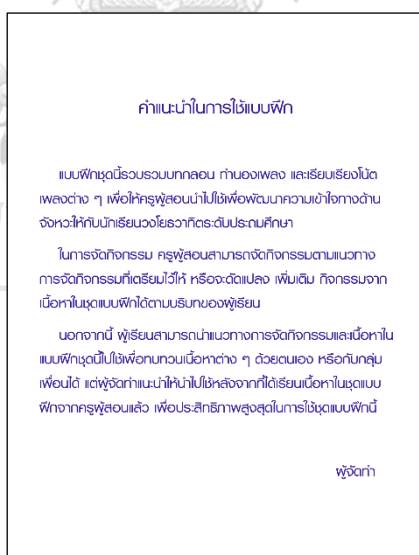 คำแนะนำในการใช้แบบฝึก
แบบฝึกชุดนี้รวบรวมบทกลอน ทำนองเพลง และเรียบเรียงโน้ต
เพลงต่าง ๆ เพื่อให้ครูผู้สอนนำไปใช้เพื่อพัฒนาความเข้าใจทางด้าน
จังหวะให้กับนักเรียนวงโยธวาทิตระดับประถมศึกษา
ในการจัดกิจกรรม ครูผู้สอนสามารถจัดกิจกรรมตามแนวทาง
การจัดกิจกรรมที่เตรียมไว้ให้ หรือจะดัดแปลง เพิ่มเติม กิจกรรมจาก
เนื้อหาในชุดแบบฝึกได้ตามบริบทของผู้เรียน
นอกจากนี้ ผู้เรียนสามารถนำแนวทางการจัดกิจกรรมและเนื้อหาใน
แบบฝึกชุดนี้ไปใช้เพื่อทบทวนเนื้อหาต่าง ๆ ด้วยตนเอง หรือกับกลุ่ม
เพื่อนได้ แต่ผู้จัดทำแนะนำให้นำไปใช้หลังจากที่ได้เรียนเนื้อหาในชุดแบบ
ฝึกจากครูผู้สอนแล้ว เพื่อประสิทธิภาพสูงสุดในการใช้ชุดแบบฝึกนี้
ผู้จัดทำ